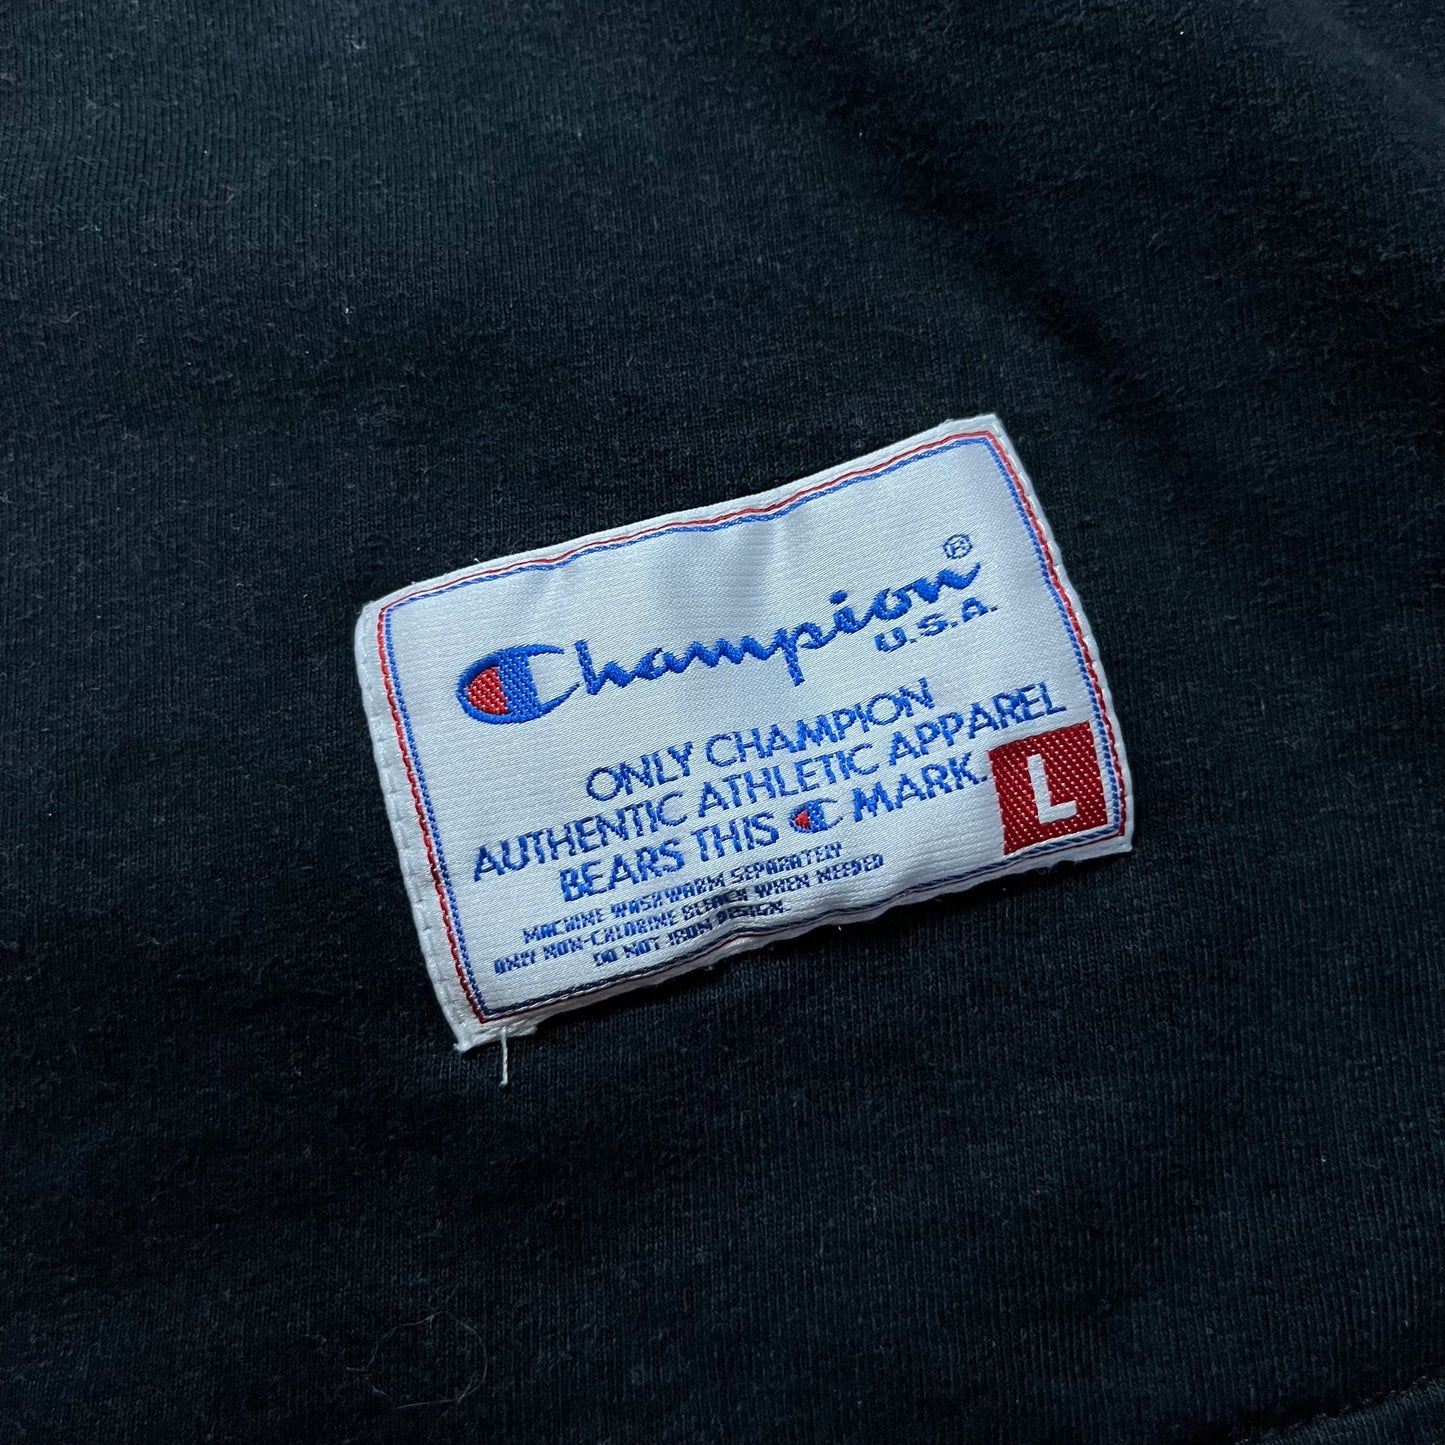 Champion®
U.S.A.
ONLY CHAMPION
AUTHENTIC ATHLETIC APPAREL
BEARS THIS C MARK.
L
MACHINE WASH WARM SEPARATELY
ONLY NON-CHLORINE BLEACH WHEN NEEDED
DO NOT IRON DESIGN.